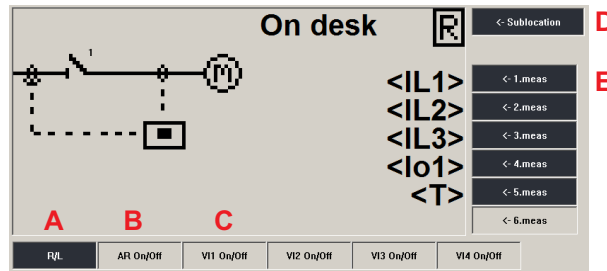 On desk R <- Sublocation D
1
M
<IL1> <- 1.meas E
<IL2> <- 2.meas
<IL3> <- 3.meas
<Io1> <- 4.meas
<T> <- 5.meas
A B C <- 6.meas
R/L AR On/Off VI1 On/Off VI2 On/Off VI3 On/Off VI4 On/Off